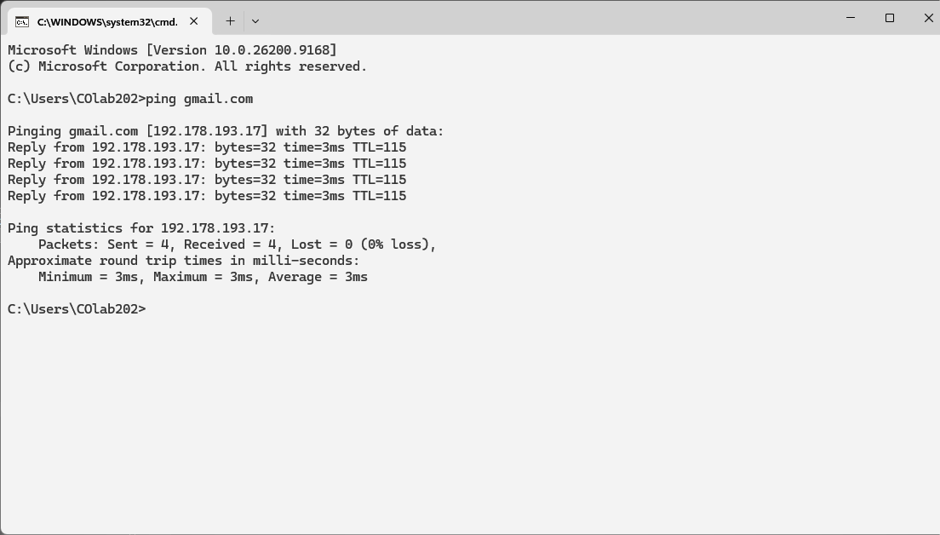 C:\WINDOWS\system32\cmd.
Microsoft Windows [Version 10.0.26200.9168]
(c) Microsoft Corporation. All rights reserved.
C:\Users\COlab202>ping gmail.com
Pinging gmail.com [192.178.193.17] with 32 bytes of data:
Reply from 192.178.193.17: bytes=32 time=3ms TTL=115
Reply from 192.178.193.17: bytes=32 time=3ms TTL=115
Reply from 192.178.193.17: bytes=32 time=3ms TTL=115
Reply from 192.178.193.17: bytes=32 time=3ms TTL=115
Ping statistics for 192.178.193.17:
    Packets: Sent = 4, Received = 4, Lost = 0 (0% loss),
Approximate round trip times in milli-seconds:
    Minimum = 3ms, Maximum = 3ms, Average = 3ms
C:\Users\COlab202>